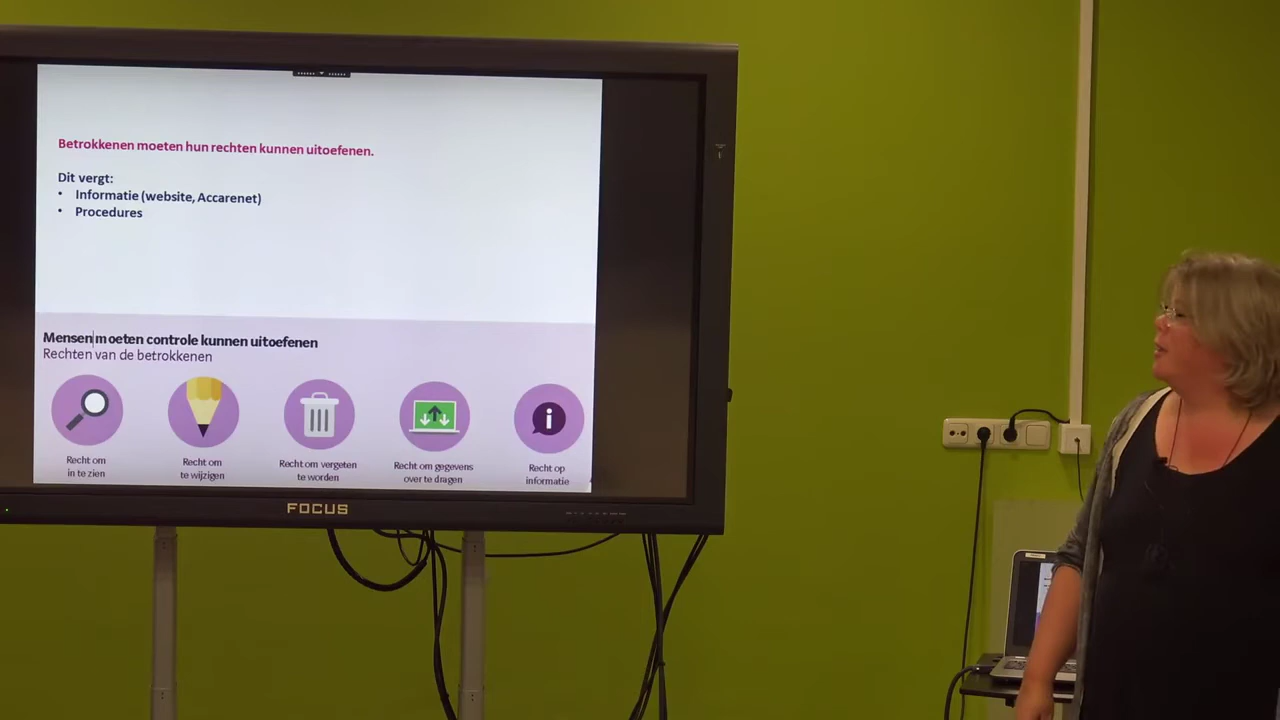 Betrokkenen moeten hun rechten kunnen uitoefenen.
Dit vergt:
• Informatie (website, Accarenet)
• Procedures
Mensen moeten controle kunnen uitoefenen
Rechten van de betrokkenen
Recht om
in te zien
Recht om
te wijzigen
Recht om vergeten
te worden
Recht om gegevens
over te dragen
Recht op
informatie
FOCUS